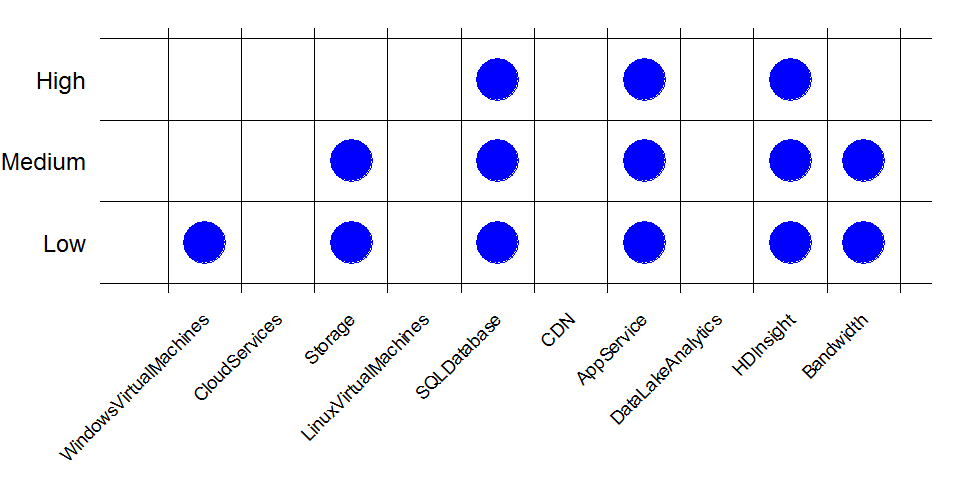 High
Medium
Low
WindowsVirtualMachines
CloudServices
Storage
LinuxVirtualMachines
SQLDatabase
CDN
AppService
DataLakeAnalytics
HDInsight
Bandwidth